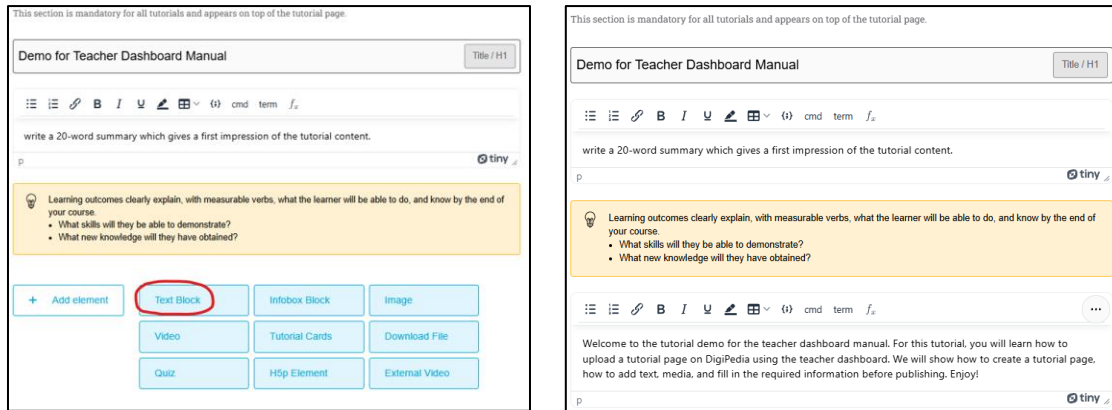 This section is mandatory for all tutorials and appears on top of the tutorial page.
Demo for Teacher Dashboard Manual
Title / H1
B I U {;} cmd term fx
write a 20-word summary which gives a first impression of the tutorial content.
p
tiny
Learning outcomes clearly explain, with measurable verbs, what the learner will be able to do, and know by the end of
your course.
• What skills will they be able to demonstrate?
• What new knowledge will they have obtained?
+ Add element
Text Block
Infobox Block
Image
Video
Tutorial Cards
Download File
Quiz
H5p Element
External Video
This section is mandatory for all tutorials and appears on top of the tutorial page.
Demo for Teacher Dashboard Manual
Title / H1
B I U {;} cmd term fx
write a 20-word summary which gives a first impression of the tutorial content.
p
tiny
Learning outcomes clearly explain, with measurable verbs, what the learner will be able to do, and know by the end of
your course.
• What skills will they be able to demonstrate?
• What new knowledge will they have obtained?
B I U {;} cmd term fx
...
Welcome to the tutorial demo for the teacher dashboard manual. For this tutorial, you will learn how to
upload a tutorial page on DigiPedia using the teacher dashboard. We will show how to create a tutorial page,
how to add text, media, and fill in the required information before publishing. Enjoy!
p
tiny